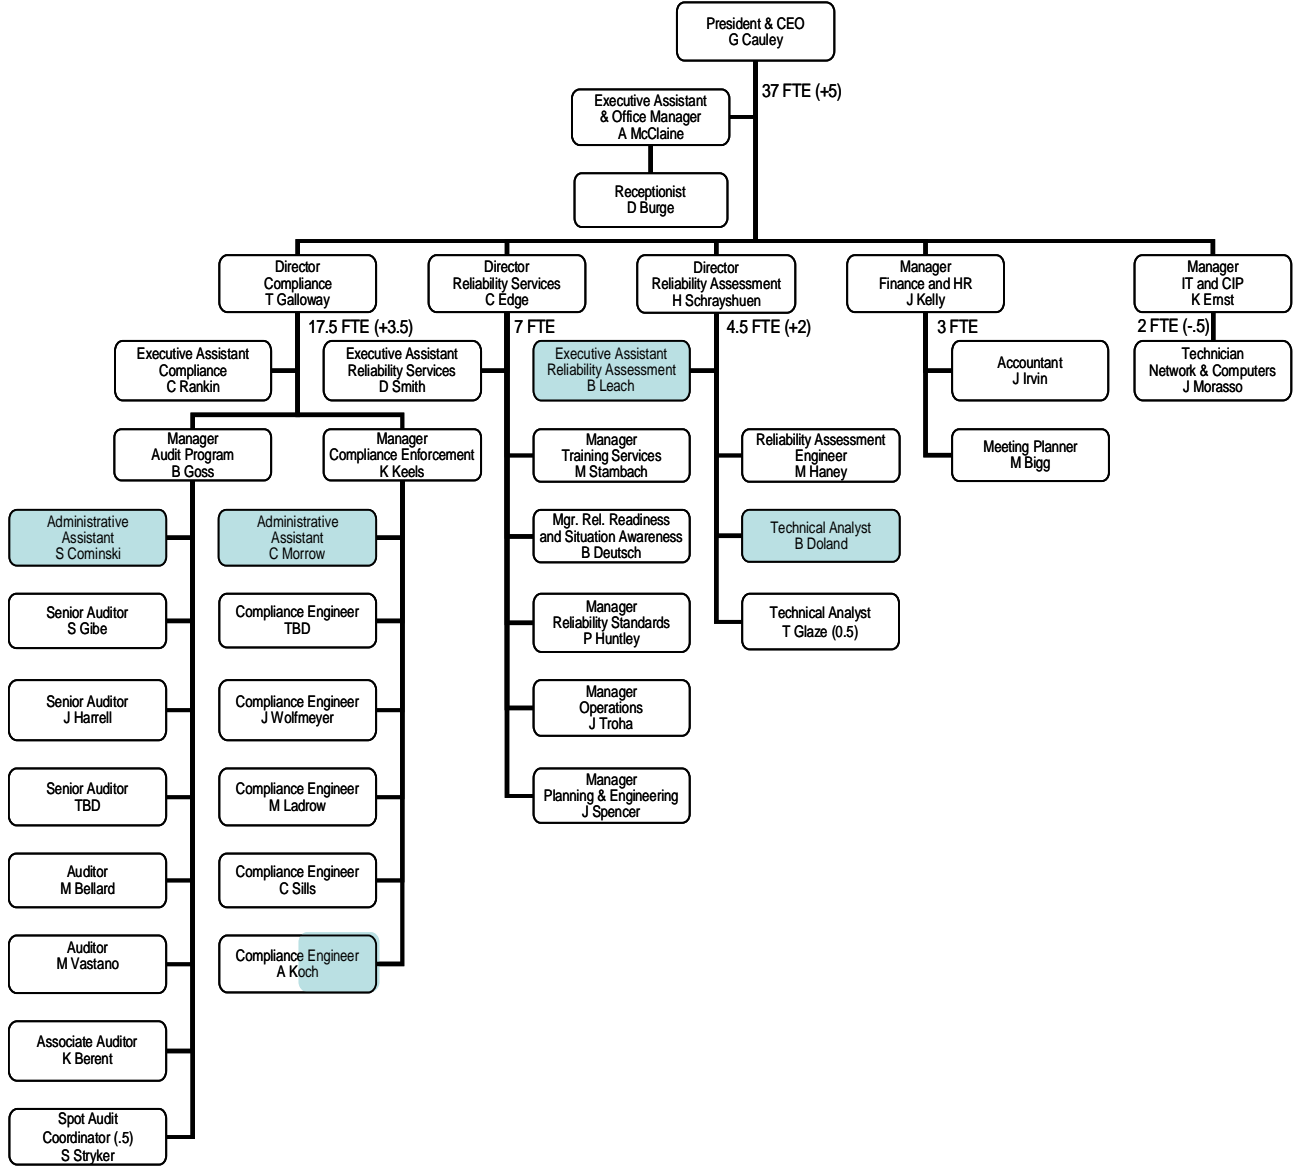 President & CEO
G Cauley
37 FTE (+5)
Executive Assistant
& Office Manager
A McClaine
Receptionist
D Burge
Director
Compliance
T Galloway
Director
Reliability Services
C Edge
Director
Reliability Assessment
H Schrayshuen
Manager
Finance and HR
J Kelly
Manager
IT and CIP
K Ernst
17.5 FTE (+3.5)
7 FTE
4.5 FTE (+2)
3 FTE
2 FTE (-.5)
Executive Assistant
Compliance
C Rankin
Executive Assistant
Reliability Services
D Smith
Executive Assistant
Reliability Assessment
B Leach
Accountant
J Irvin
Technician
Network & Computers
J Morasso
Manager
Audit Program
B Goss
Manager
Compliance Enforcement
K Keels
Manager
Training Services
M Stambach
Reliability Assessment
Engineer
M Haney
Meeting Planner
M Bigg
Administrative
Assistant
S Cominski
Administrative
Assistant
C Morrow
Mgr. Rel. Readiness
and Situation Awareness
B Deutsch
Technical Analyst
B Doland
Senior Auditor
S Gibe
Compliance Engineer
TBD
Manager
Reliability Standards
P Huntley
Technical Analyst
T Glaze (0.5)
Senior Auditor
J Harrell
Compliance Engineer
J Wolfmeyer
Manager
Operations
J Troha
Senior Auditor
TBD
Compliance Engineer
M Ladrow
Manager
Planning & Engineering
J Spencer
Auditor
M Bellard
Compliance Engineer
C Sills
Auditor
M Vastano
Compliance Engineer
A Koch
Associate Auditor
K Berent
Spot Audit
Coordinator (.5)
S Stryker